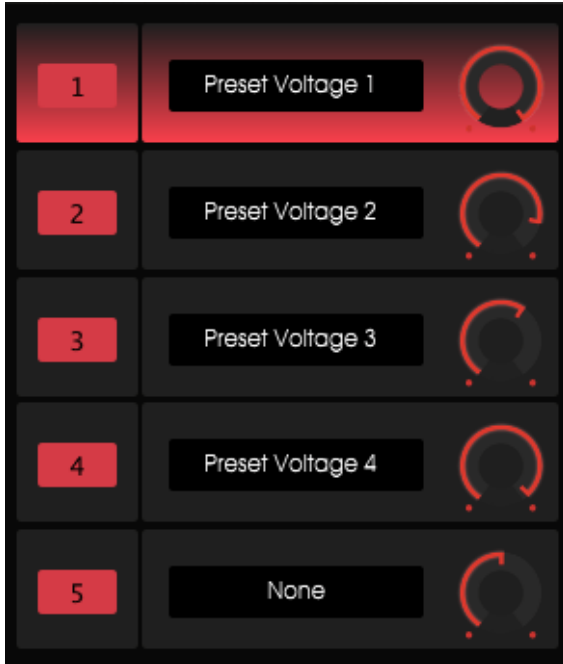 1 Preset Voltage 1
2 Preset Voltage 2
3 Preset Voltage 3
4 Preset Voltage 4
5 None